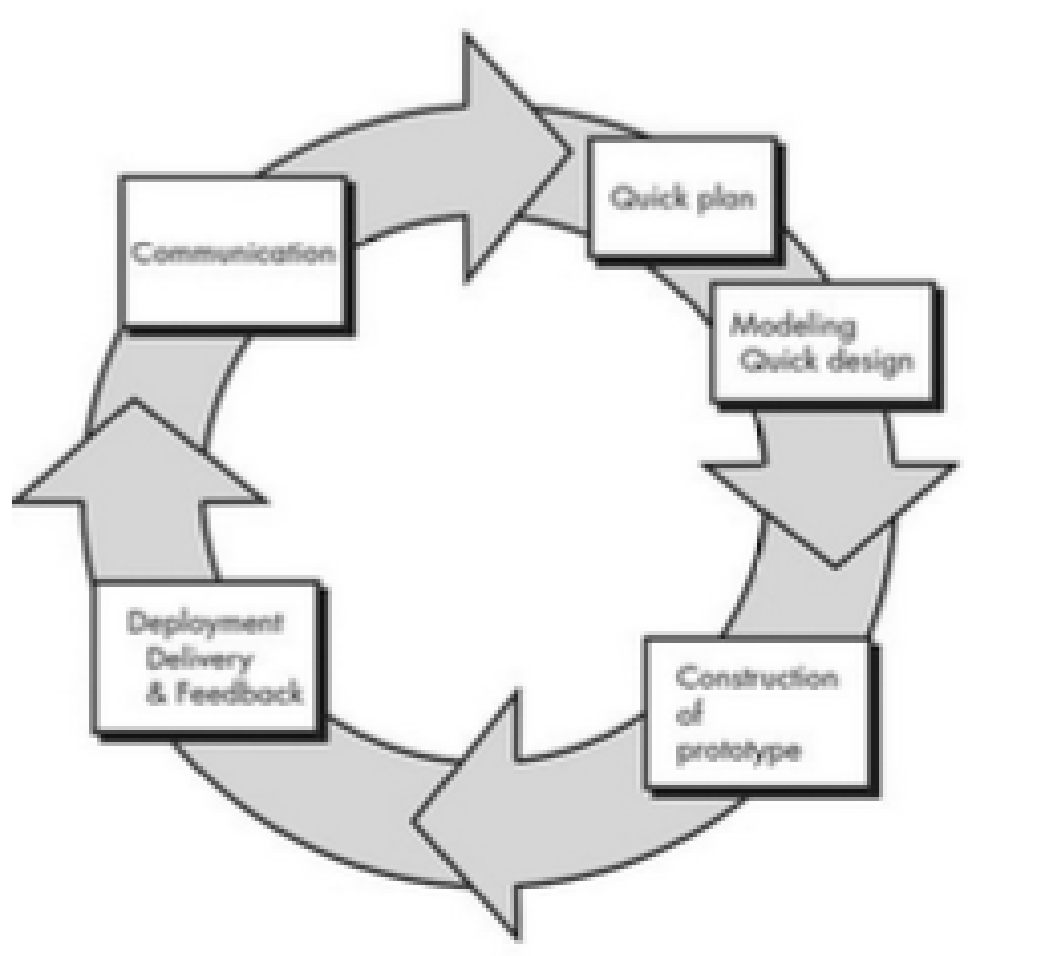 Communication
Quick plan
Modeling
Quick design
Construction
of
prototype
Deployment
Delivery
& Feedback